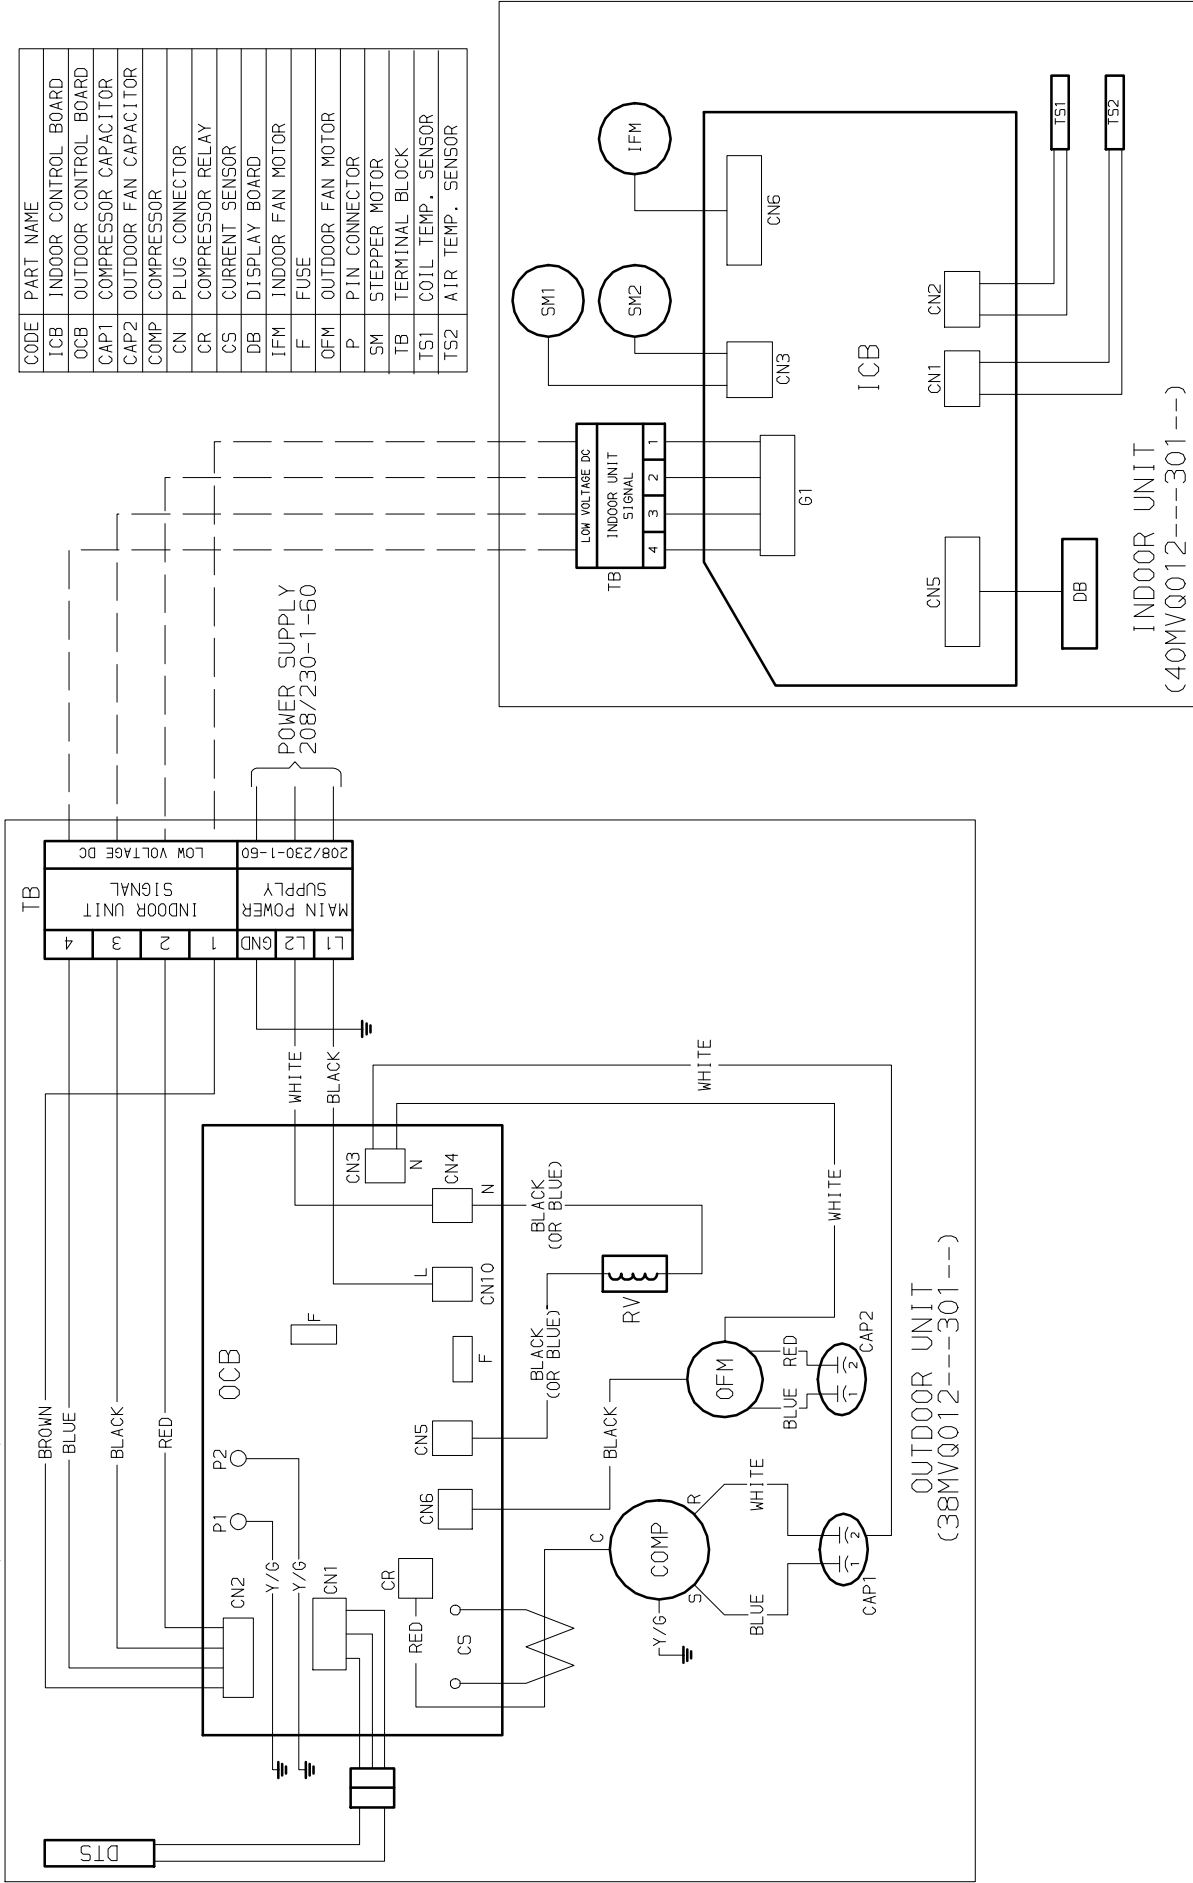 CODE PART NAME
ICB INDOOR CONTROL BOARD
OCB OUTDOOR CONTROL BOARD
CAP1 COMPRESSOR CAPACITOR
CAP2 OUTDOOR FAN CAPACITOR
COMP COMPRESSOR
CN PLUG CONNECTOR
CR COMPRESSOR RELAY
CS CURRENT SENSOR
DB DISPLAY BOARD
IFM INDOOR FAN MOTOR
F FUSE
OFM OUTDOOR FAN MOTOR
P PIN CONNECTOR
SM STEPPER MOTOR
TB TERMINAL BLOCK
TS1 COIL TEMP. SENSOR
TS2 AIR TEMP. SENSOR
DTS
BROWN
BLUE
BLACK
RED
TB
4
3
2
1
GND
L2
L1
INDOOR UNIT
SIGNAL
MAIN POWER
SUPPLY
LOW VOLTAGE DC
208/230-1-60
POWER SUPPLY
208/230-1-60
OCB
CN2
P1
P2
Y/G
Y/G
CN1
F
F
WHITE
BLACK
CN3
N
CN4
N
L
CN10
CR
CN6
CN5
CS
RED
BLACK
(OR BLUE)
BLACK
(OR BLUE)
RV
WHITE
WHITE
BLACK
C
COMP
S
R
Y/G
BLUE
WHITE
1
2
CAP1
OFM
BLUE
RED
1
2
CAP2
OUTDOOR UNIT
(38MVQ012---301--)
TB
LOW VOLTAGE DC
INDOOR UNIT
SIGNAL
4
3
2
1
G1
SM1
SM2
IFM
CN3
CN6
ICB
CN5
CN1
CN2
DB
TS1
TS2
INDOOR UNIT
(40MVQ012---301--)